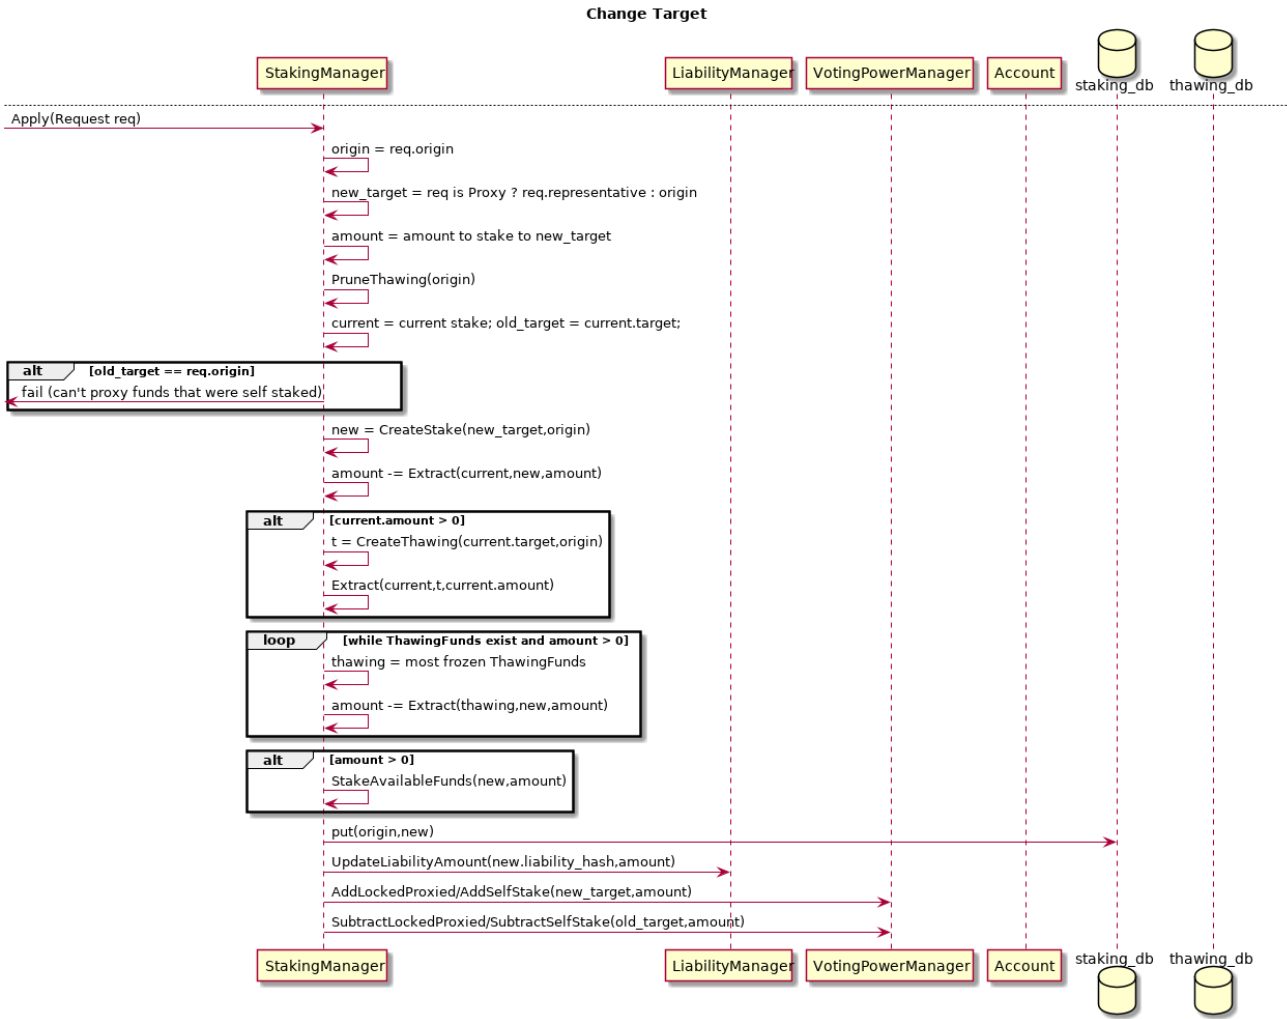 Change Target
StakingManager
LiabilityManager
VotingPowerManager
Account
staking_db
thawing_db
Apply(Request req)
origin = req.origin
new_target = req is Proxy ? req.representative : origin
amount = amount to stake to new_target
PruneThawing(origin)
current = current stake; old_target = current.target;
alt [old_target == req.origin]
fail (can't proxy funds that were self staked)
new = CreateStake(new_target,origin)
amount -= Extract(current,new,amount)
alt [current.amount > 0]
t = CreateThawing(current.target,origin)
Extract(current,t,current.amount)
loop [while ThawingFunds exist and amount > 0]
thawing = most frozen ThawingFunds
amount -= Extract(thawing,new,amount)
alt [amount > 0]
StakeAvailableFunds(new,amount)
put(origin,new)
UpdateLiabilityAmount(new.liability_hash,amount)
AddLockedProxied/AddSelfStake(new_target,amount)
SubtractLockedProxied/SubtractSelfStake(old_target,amount)
StakingManager
LiabilityManager
VotingPowerManager
Account
staking_db
thawing_db